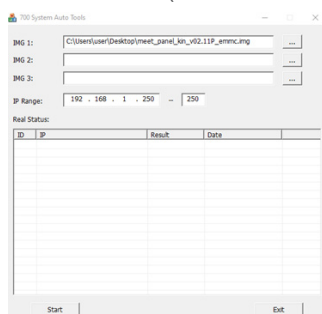 700 System Auto Tools
IMG 1: C:\Users\user\Desktop\meet_panel_kin_v02.11P_emmc.img ...
IMG 2: ...
IMG 3: ...
IP Range: 192 . 168 . 1 . 250 -- 250
Real Status:
ID IP Result Date
Start Exit